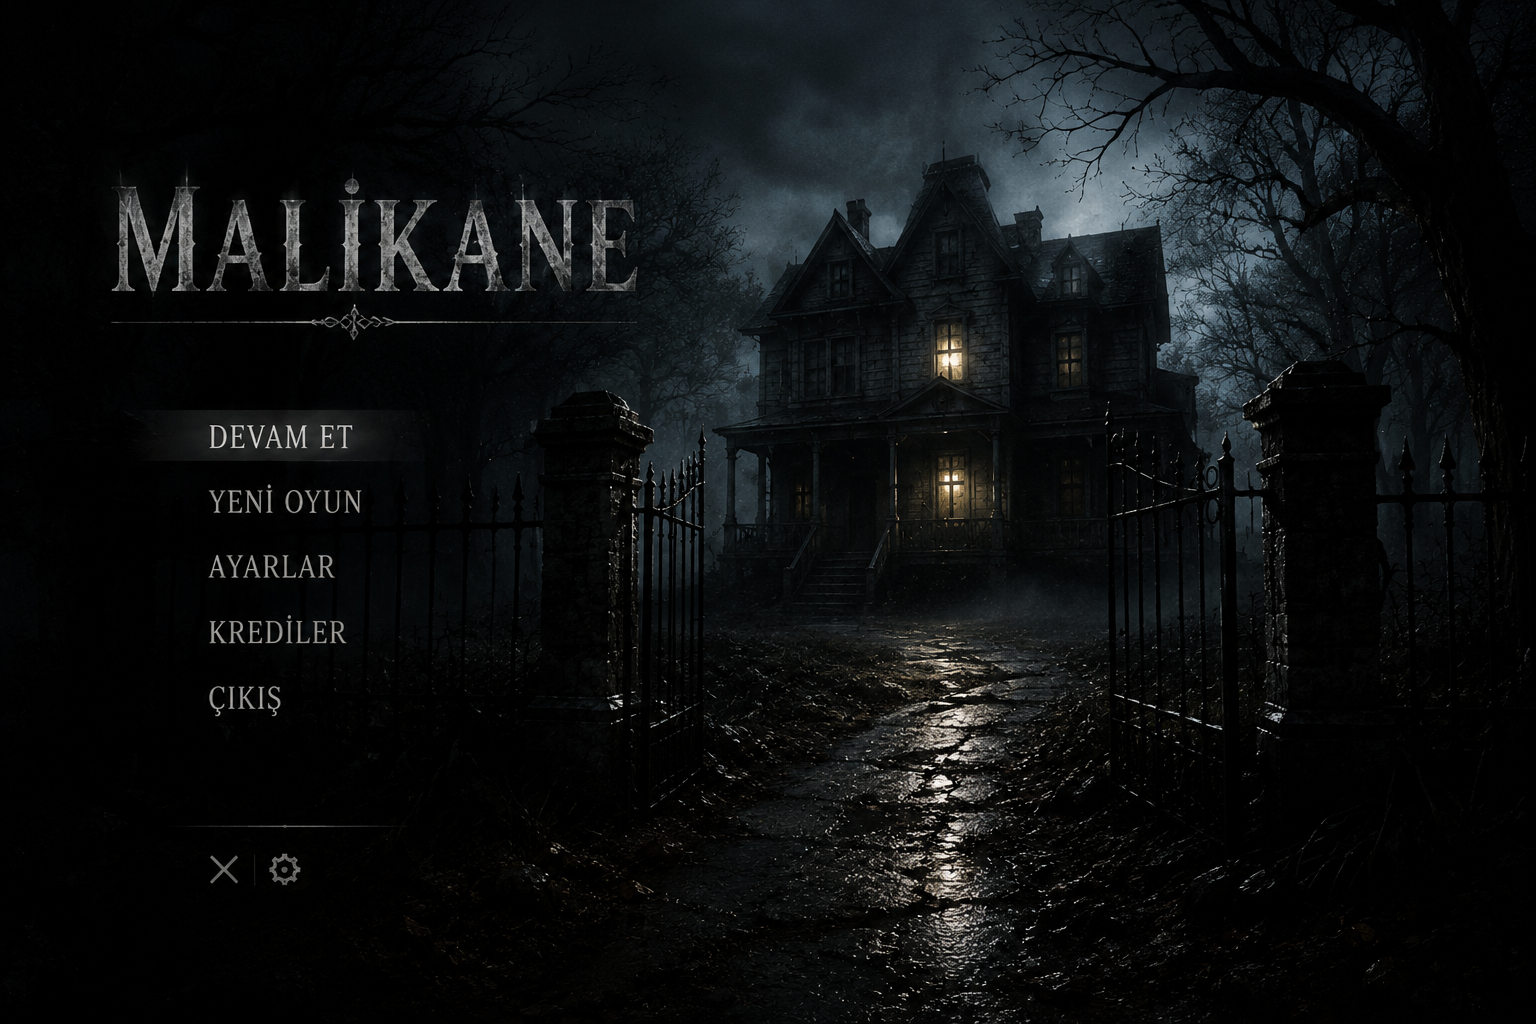 MALİKANE
DEVAM ET
YENİ OYUN
AYARLAR
KREDİLER
ÇIKIŞ